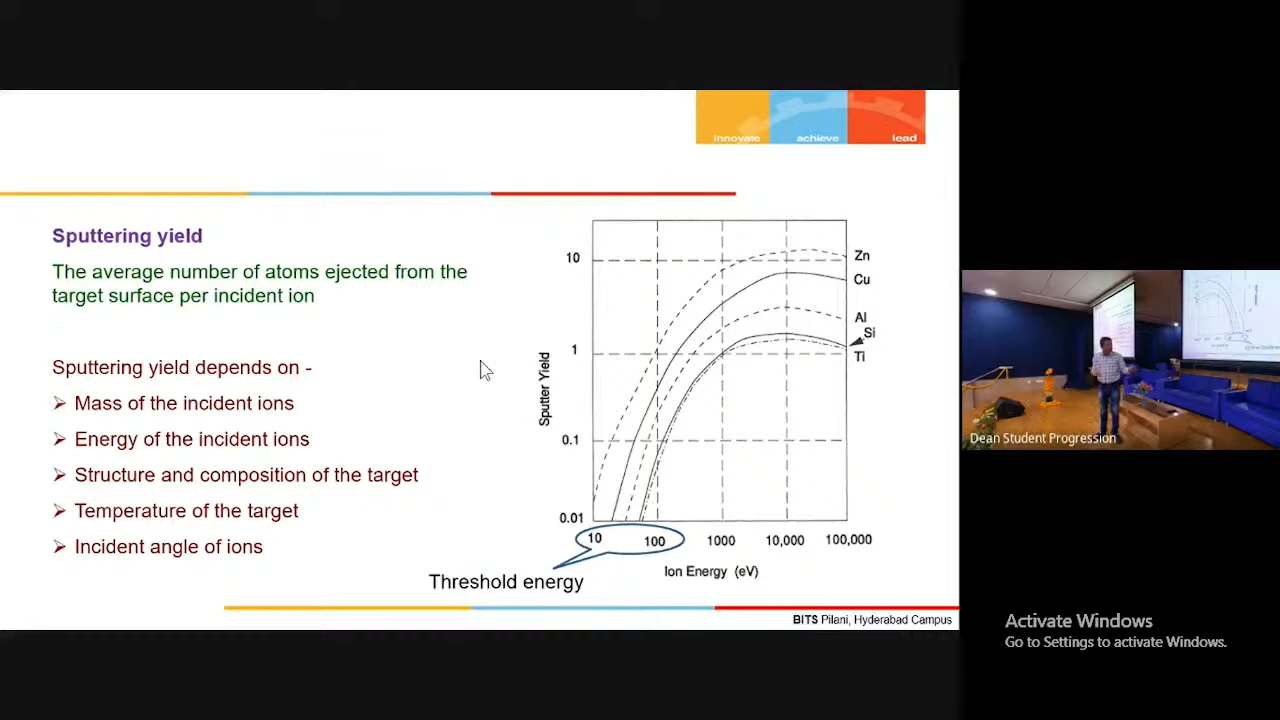 innovate achieve lead
Sputtering yield
The average number of atoms ejected from the
target surface per incident ion
Sputtering yield depends on -
Mass of the incident ions
Energy of the incident ions
Structure and composition of the target
Temperature of the target
Incident angle of ions
Sputter Yield
10
1
0.1
0.01
Zn
Cu
Al
Si
Ti
10 100 1000 10,000 100,000
Ion Energy (eV)
Threshold energy
BITS Pilani, Hyderabad Campus
Dean Student Progression
Activate Windows
Go to Settings to activate Windows.